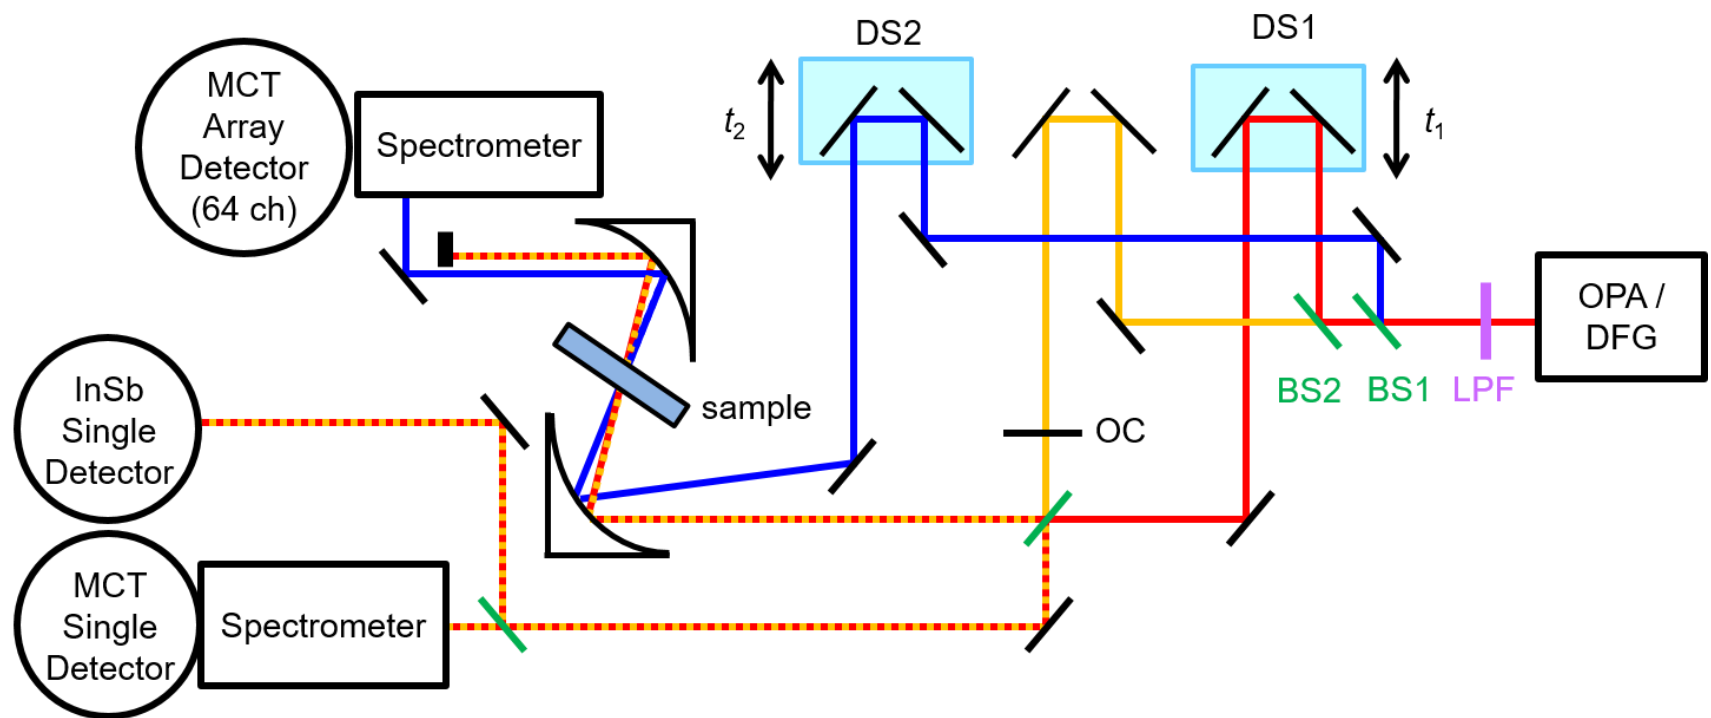 DS2
DS1
MCT
Array
Detector
(64 ch)
Spectrometer
t2
t1
OPA /
DFG
BS2
BS1
LPF
InSb
Single
Detector
sample
OC
MCT
Single
Detector
Spectrometer